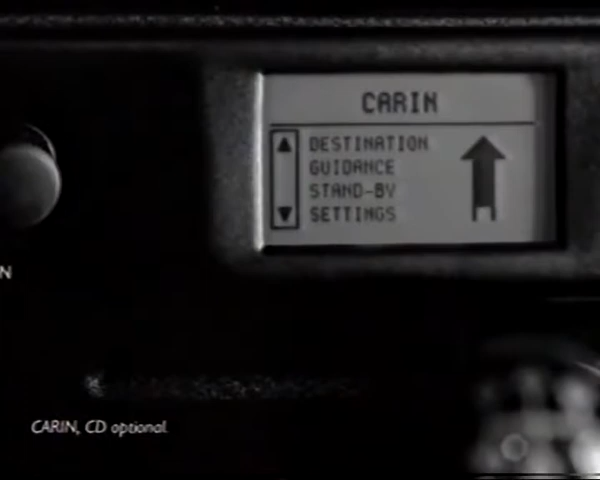 CARIN
DESTINATION
GUIDANCE
STAND-BY
SETTINGS
N
CARIN, CD optional.